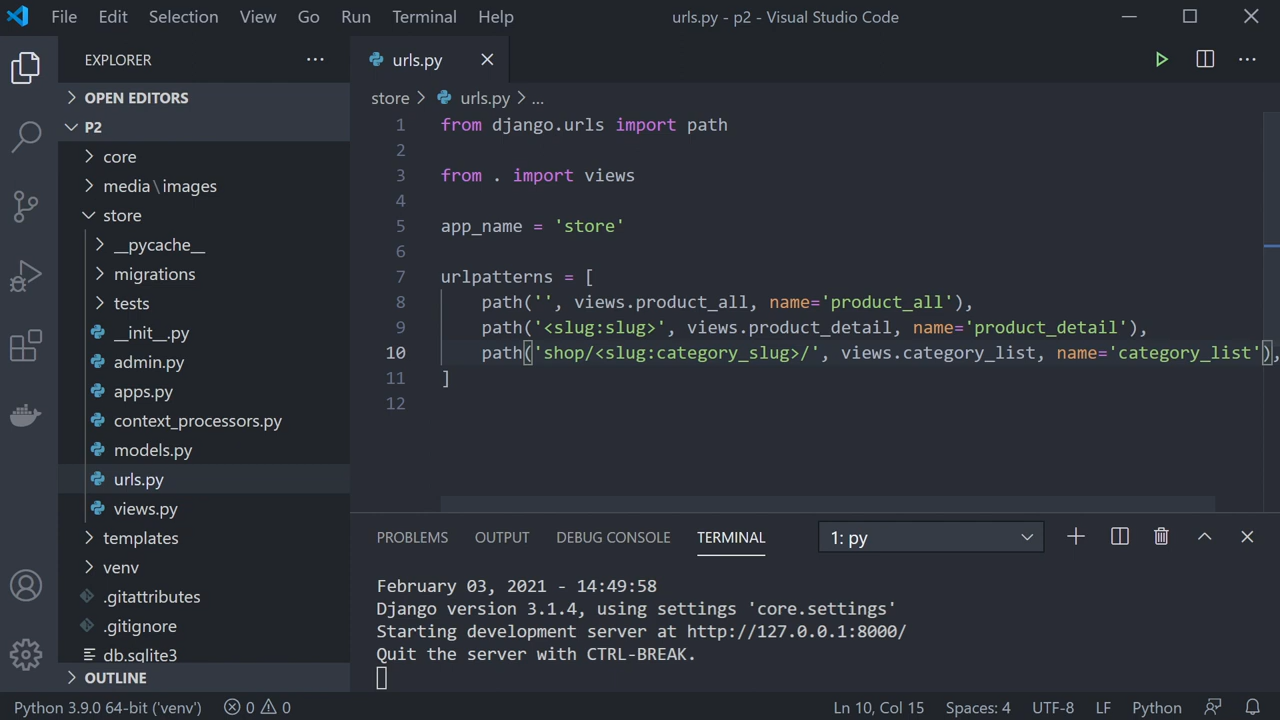 File Edit Selection View Go Run Terminal Help urls.py - p2 - Visual Studio Code
EXPLORER
OPEN EDITORS
P2
core
media\images
store
__pycache__
migrations
tests
__init__.py
admin.py
apps.py
context_processors.py
models.py
urls.py
views.py
templates
venv
.gitattributes
.gitignore
db.sqlite3
OUTLINE
urls.py
store > urls.py > ...
1 from django.urls import path
2
3 from . import views
4
5 app_name = 'store'
6
7 urlpatterns = [
8 path('', views.product_all, name='product_all'),
9 path('<slug:slug>', views.product_detail, name='product_detail'),
10 path('shop/<slug:category_slug>/', views.category_list, name='category_list'),
11 ]
12
PROBLEMS OUTPUT DEBUG CONSOLE TERMINAL 1: py
February 03, 2021 - 14:49:58
Django version 3.1.4, using settings 'core.settings'
Starting development server at http://127.0.0.1:8000/
Quit the server with CTRL-BREAK.
Python 3.9.0 64-bit ('venv') 0 0 Ln 10, Col 15 Spaces: 4 UTF-8 LF Python